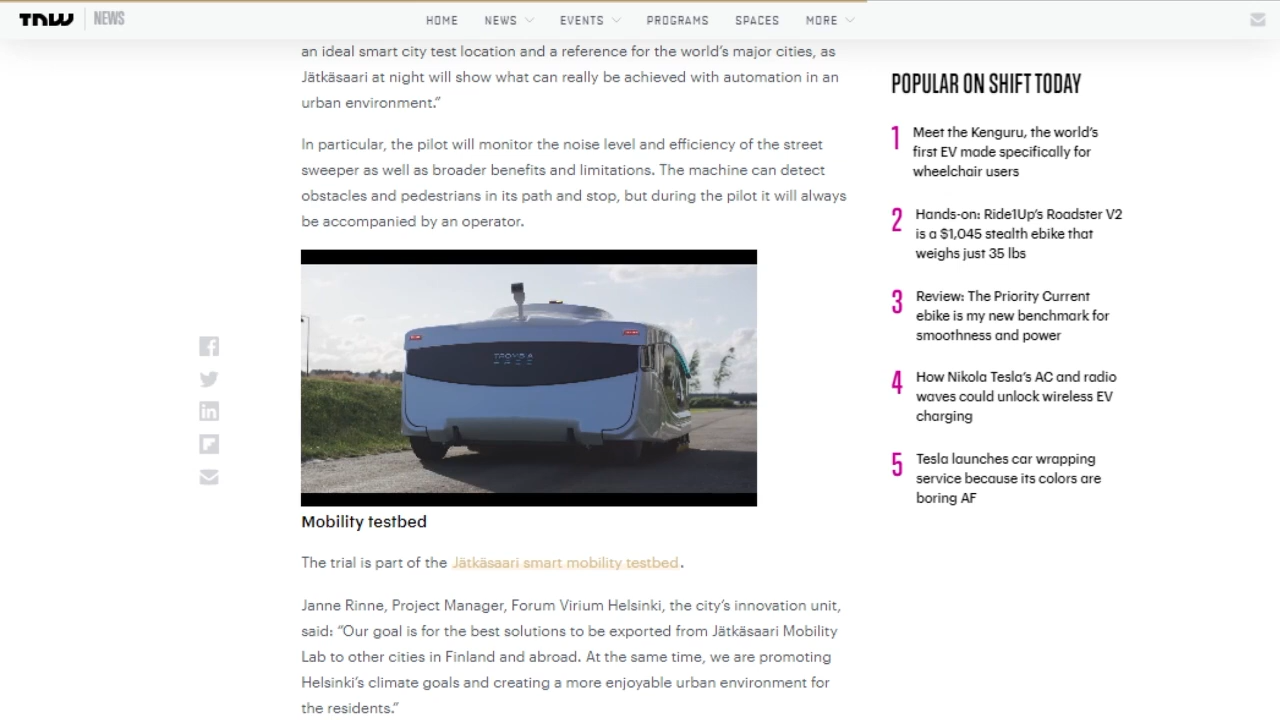 TNW NEWS
HOME NEWS EVENTS PROGRAMS SPACES MORE
an ideal smart city test location and a reference for the world's major cities, as
Jätkäsaari at night will show what can really be achieved with automation in an
urban environment."
In particular, the pilot will monitor the noise level and efficiency of the street
sweeper as well as broader benefits and limitations. The machine can detect
obstacles and pedestrians in its path and stop, but during the pilot it will always
be accompanied by an operator.
Mobility testbed
The trial is part of the Jätkäsaari smart mobility testbed.
Janne Rinne, Project Manager, Forum Virium Helsinki, the city's innovation unit,
said: "Our goal is for the best solutions to be exported from Jätkäsaari Mobility
Lab to other cities in Finland and abroad. At the same time, we are promoting
Helsinki's climate goals and creating a more enjoyable urban environment for
the residents."
POPULAR ON SHIFT TODAY
1 Meet the Kenguru, the world's
first EV made specifically for
wheelchair users
2 Hands-on: Ride1Up's Roadster V2
is a $1,045 stealth ebike that
weighs just 35 lbs
3 Review: The Priority Current
ebike is my new benchmark for
smoothness and power
4 How Nikola Tesla's AC and radio
waves could unlock wireless EV
charging
5 Tesla launches car wrapping
service because its colors are
boring AF